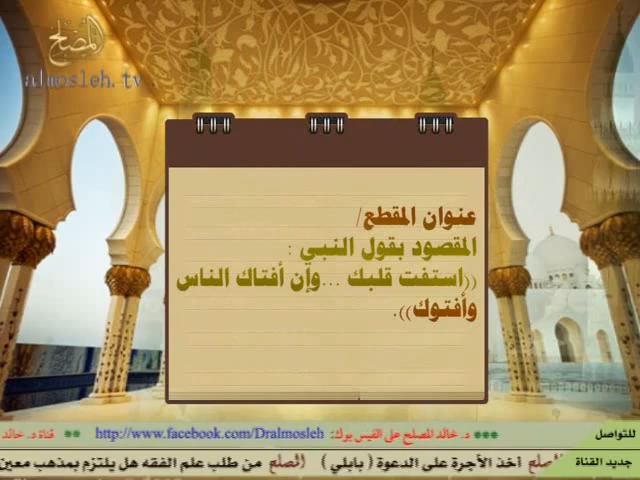 المصلح
almosleh.tv
عنوان المقطع/
المقصود بقول النبي :
((استفت قلبك ...وإن أفتاك الناس
وأفتوك)).
للتواصل *** د. خالد المصلح على الفيس بوك: http://www.facebook.com/Dralmosleh ** قناة د. خالد
جديد القناة المصلح أخذ الأجرة على الدعوة ( بابلي ) المصلح من طلب علم الفقه هل يلتزم بمذهب معين